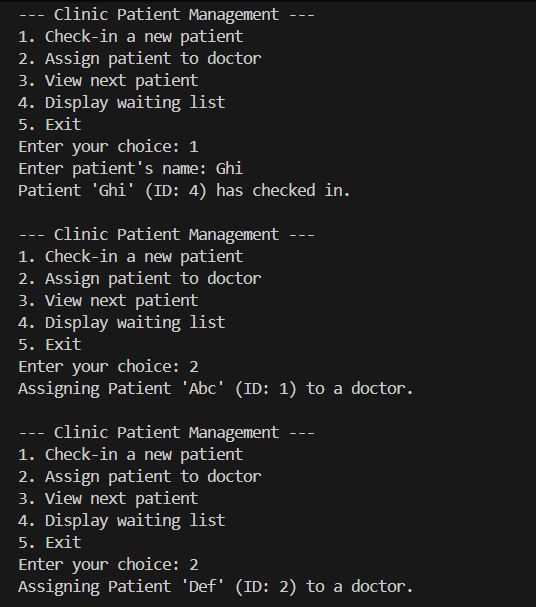 --- Clinic Patient Management ---
1. Check-in a new patient
2. Assign patient to doctor
3. View next patient
4. Display waiting list
5. Exit
Enter your choice: 1
Enter patient's name: Ghi
Patient 'Ghi' (ID: 4) has checked in.

--- Clinic Patient Management ---
1. Check-in a new patient
2. Assign patient to doctor
3. View next patient
4. Display waiting list
5. Exit
Enter your choice: 2
Assigning Patient 'Abc' (ID: 1) to a doctor.

--- Clinic Patient Management ---
1. Check-in a new patient
2. Assign patient to doctor
3. View next patient
4. Display waiting list
5. Exit
Enter your choice: 2
Assigning Patient 'Def' (ID: 2) to a doctor.